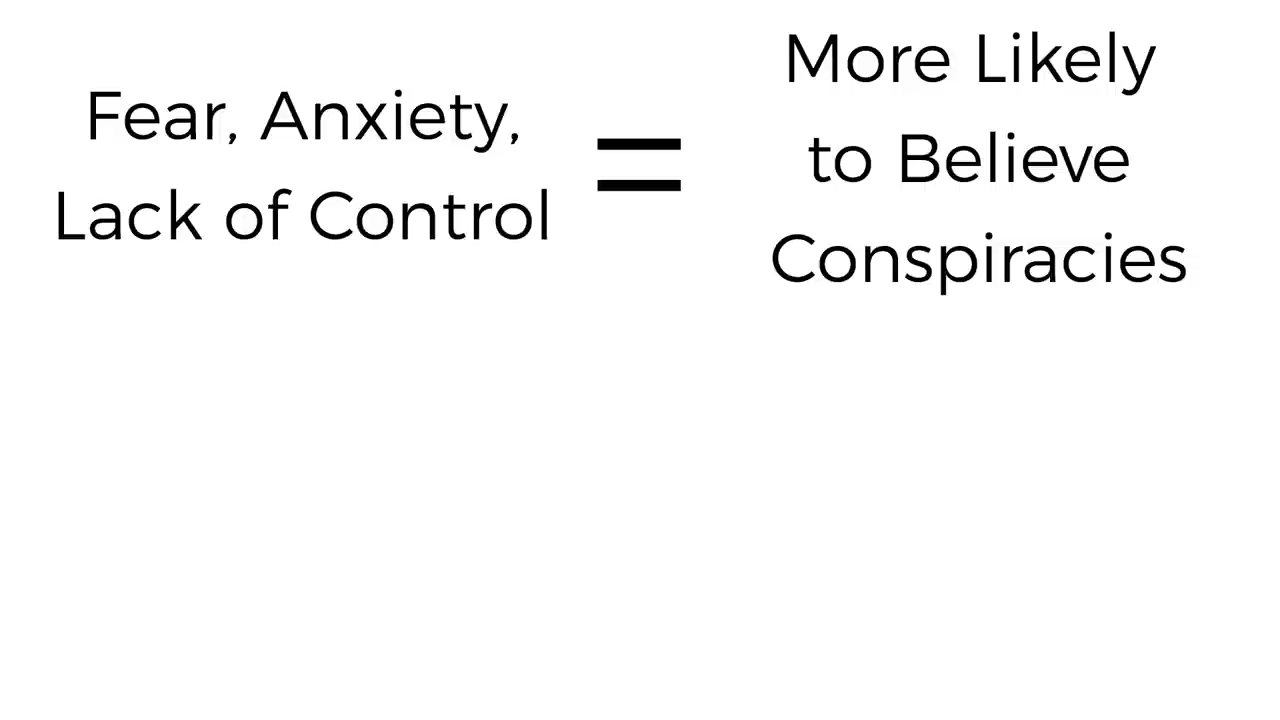 Fear, Anxiety,
Lack of Control
=
More Likely
to Believe
Conspiracies